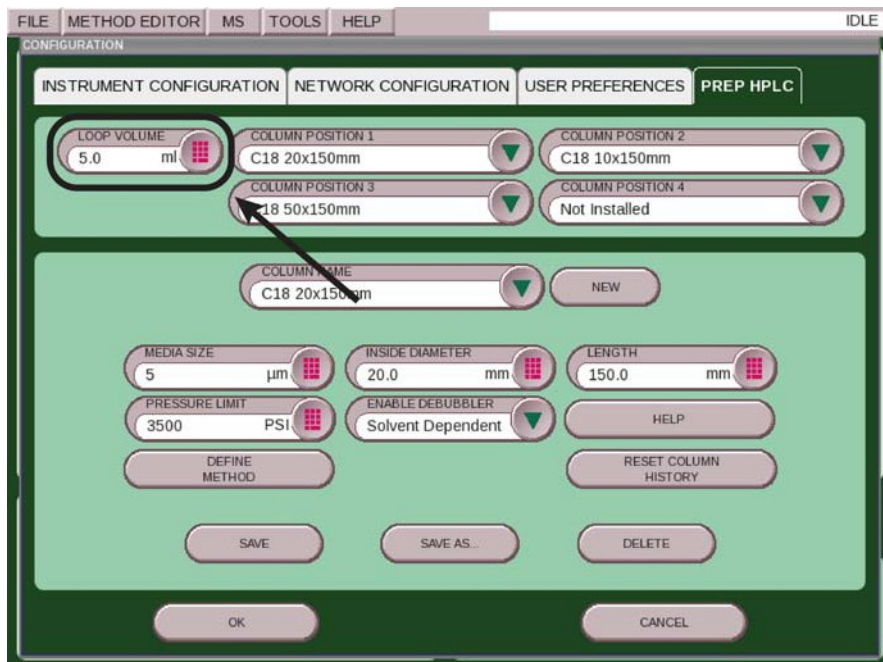 FILE METHOD EDITOR MS TOOLS HELP IDLE
CONFIGURATION
INSTRUMENT CONFIGURATION NETWORK CONFIGURATION USER PREFERENCES PREP HPLC
LOOP VOLUME COLUMN POSITION 1 COLUMN POSITION 2
5.0 ml C18 20x150mm C18 10x150mm
COLUMN POSITION 3 COLUMN POSITION 4
C18 50x150mm Not Installed
COLUMN NAME
C18 20x150mm NEW
MEDIA SIZE INSIDE DIAMETER LENGTH
5 µm 20.0 mm 150.0 mm
PRESSURE LIMIT ENABLE DEBUBBLER
3500 PSI Solvent Dependent HELP
DEFINE RESET COLUMN
METHOD HISTORY
SAVE SAVE AS... DELETE
OK CANCEL